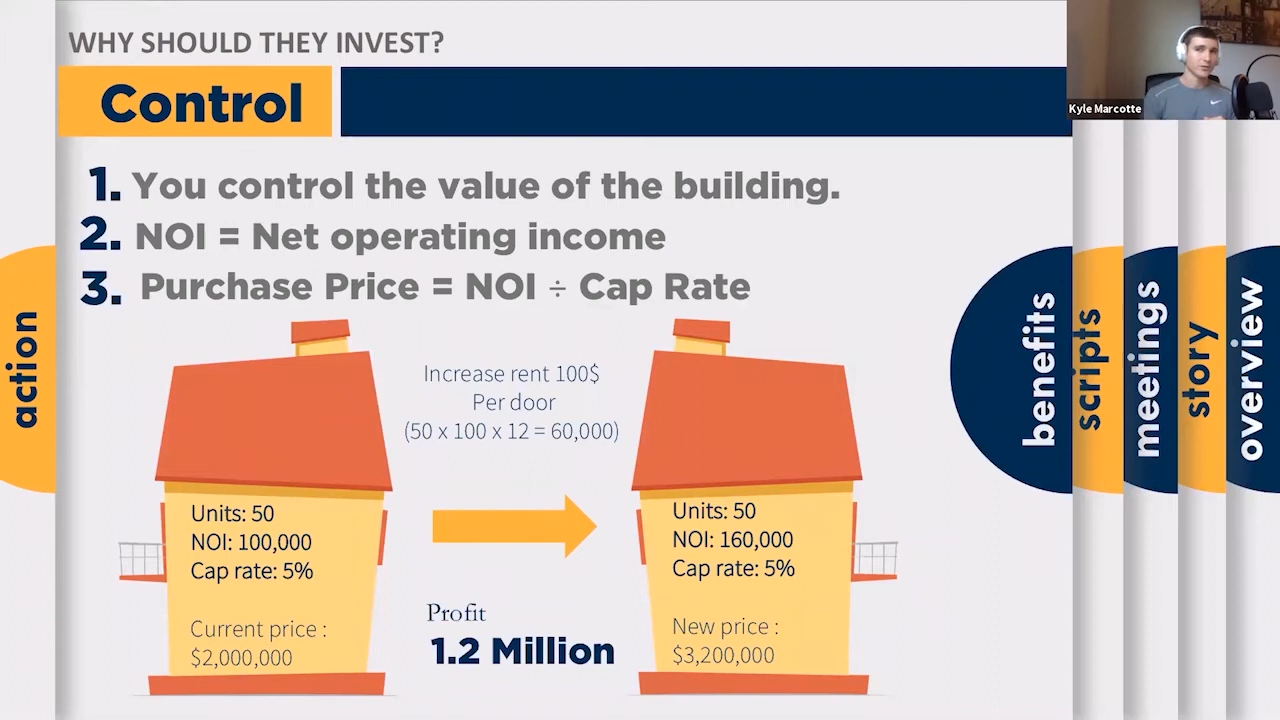 WHY SHOULD THEY INVEST?
Control
Kyle Marcotte
1. You control the value of the building.
2. NOI = Net operating income
3. Purchase Price = NOI ÷ Cap Rate
action
Increase rent 100$
Per door
(50 x 100 x 12 = 60,000)
Units: 50
NOI: 100,000
Cap rate: 5%
Current price :
$2,000,000
Profit
1.2 Million
Units: 50
NOI: 160,000
Cap rate: 5%
New price :
$3,200,000
benefits
scripts
meetings
story
overview